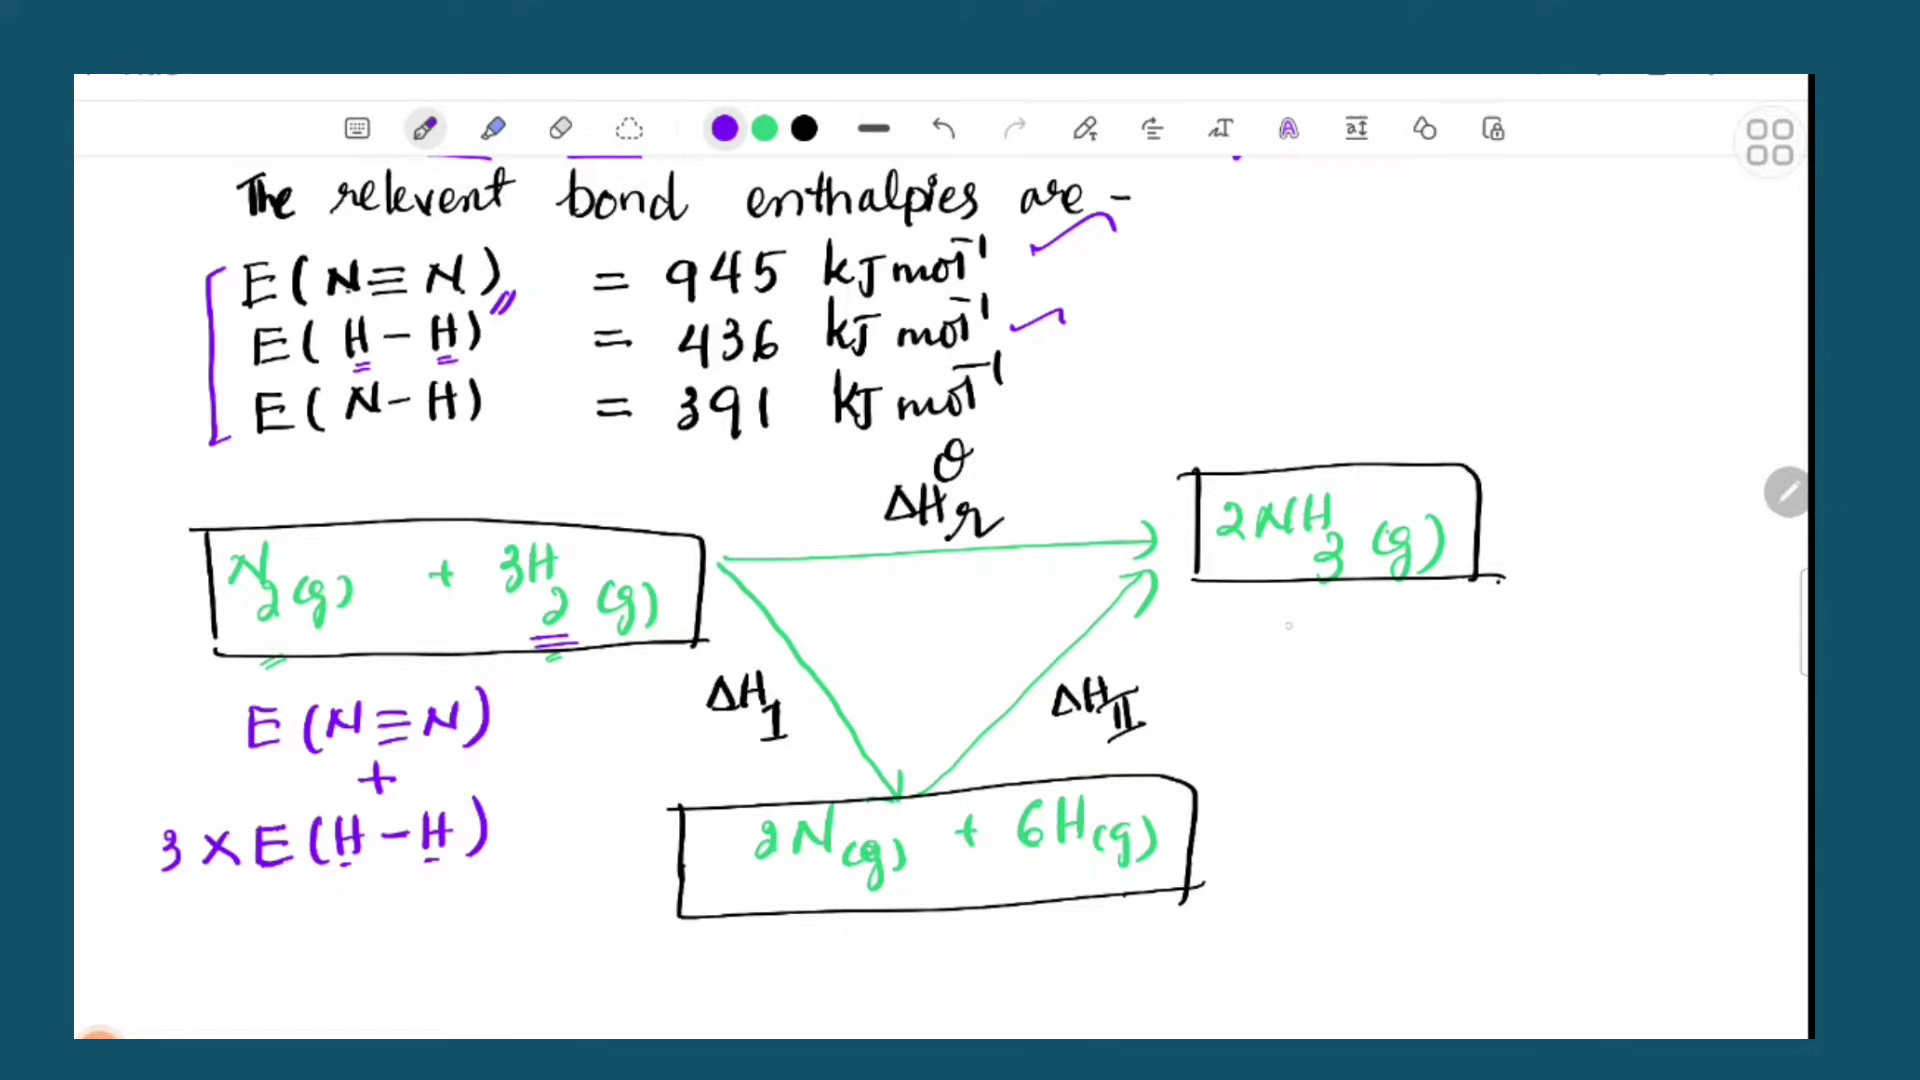 The relevent bond enthalpies are -
E(N≡N) = 945 kJ mol⁻¹
E(H-H) = 436 kJ mol⁻¹
E(N-H) = 391 kJ mol⁻¹
ΔHr θ
N2(g) + 3H2(g)
2NH3(g)
ΔH1
ΔHII
E(N≡N)
+
3×E(H-H)
2N(g) + 6H(g)